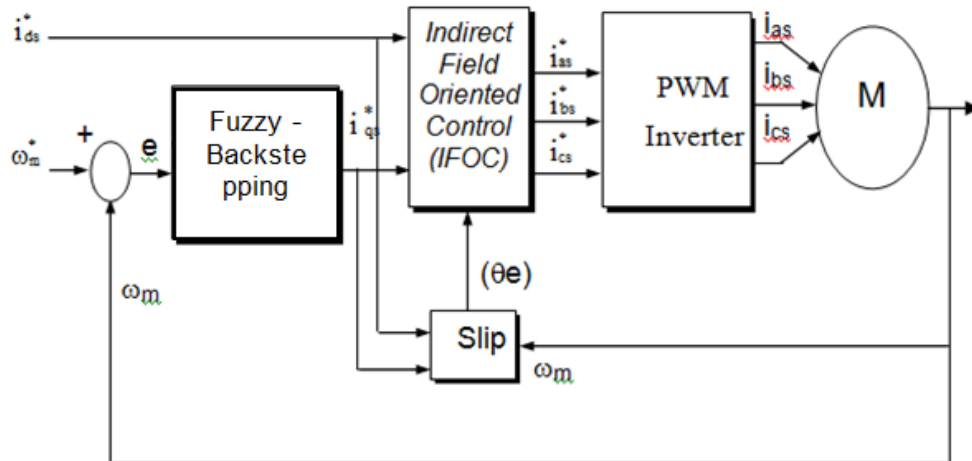 i*ds
ω*m
+
e
Fuzzy -
Backste
pping
i*qs
Indirect
Field
Oriented
Control
(IFOC)
i*as
i*bs
i*cs
PWM
Inverter
ias
ibs
ics
M
(θe)
ωm
Slip
ωm